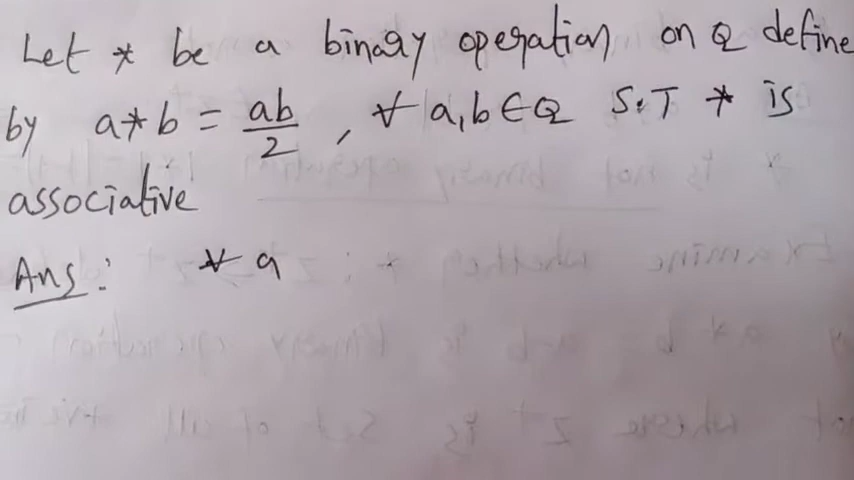 Let * be a binary operation on Q define
by a*b = ab/2 , ∀ a,b ∈ Q S.T * is
associative
Ans: ∀ a